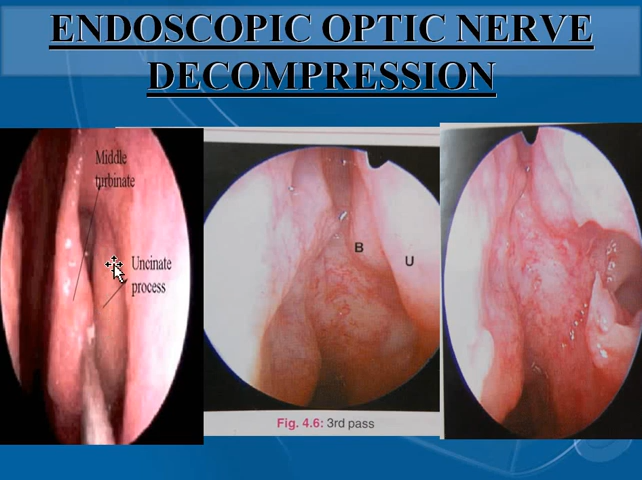 ENDOSCOPIC OPTIC NERVE
DECOMPRESSION
Middle
turbinate
Uncinate
process
B
U
Fig. 4.6: 3rd pass